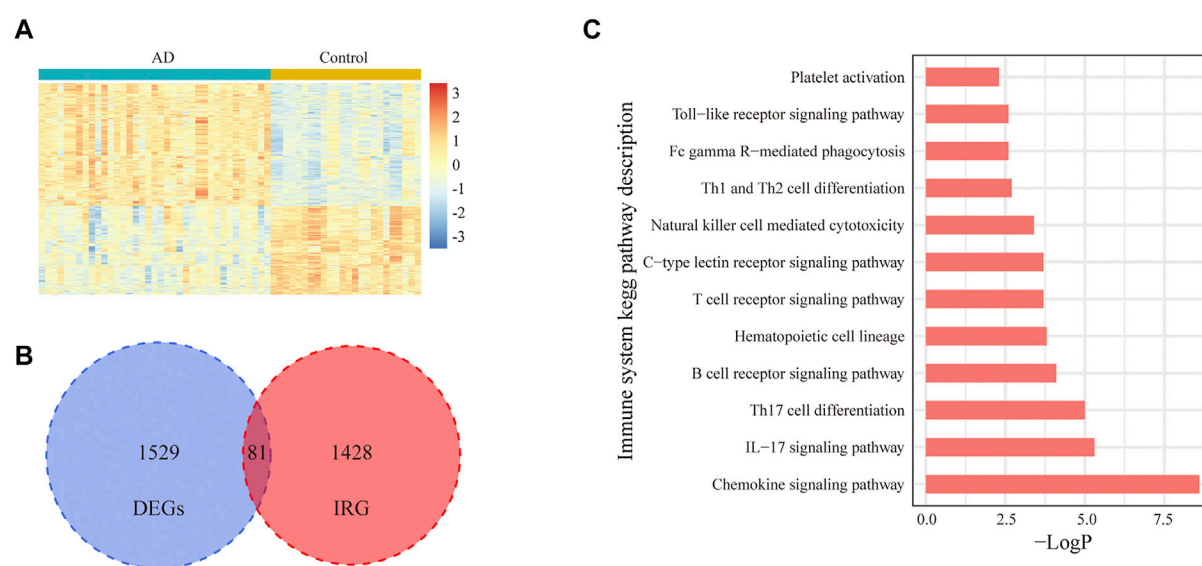 A
AD Control
3
2
1
0
-1
-2
-3
B
1529 81 1428
DEGs IRG
C
Immune system kegg pathway description
Platelet activation
Toll−like receptor signaling pathway
Fc gamma R−mediated phagocytosis
Th1 and Th2 cell differentiation
Natural killer cell mediated cytotoxicity
C−type lectin receptor signaling pathway
T cell receptor signaling pathway
Hematopoietic cell lineage
B cell receptor signaling pathway
Th17 cell differentiation
IL−17 signaling pathway
Chemokine signaling pathway
0.0 2.5 5.0 7.5
−LogP